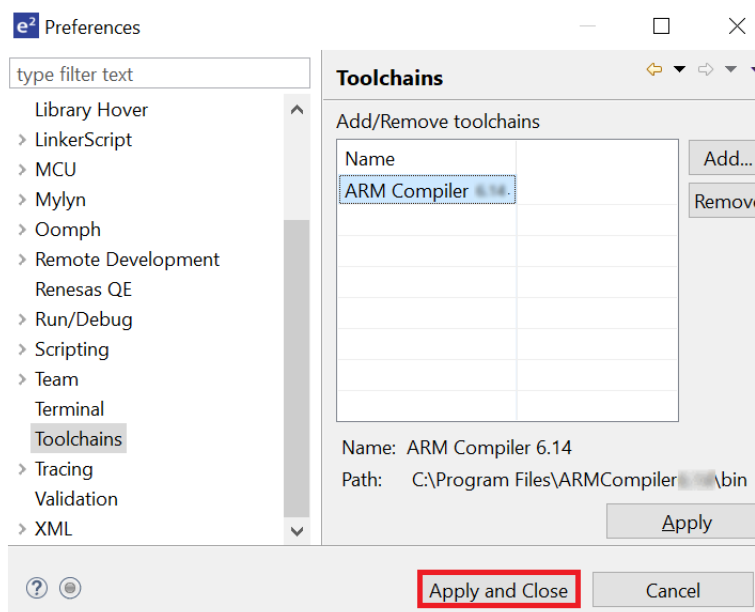 e² Preferences
type filter text
Library Hover
LinkerScript
MCU
Mylyn
Oomph
Remote Development
Renesas QE
Run/Debug
Scripting
Team
Terminal
Toolchains
Tracing
Validation
XML
Toolchains
Add/Remove toolchains
Name
ARM Compiler
Add...
Remove
Name: ARM Compiler 6.14
Path: C:\Program Files\ARMCompiler \bin
Apply
? Apply and Close Cancel